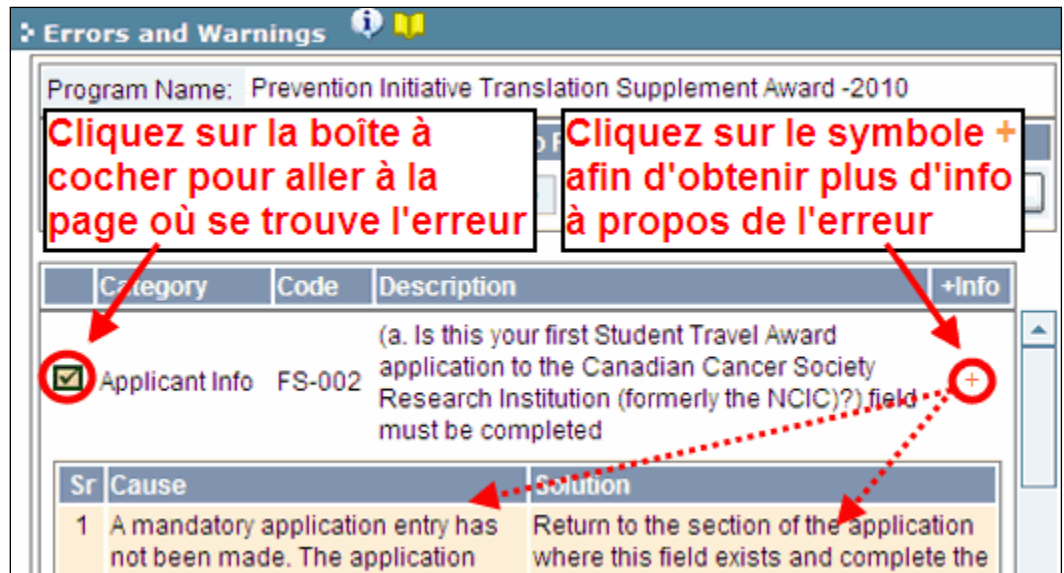 Errors and Warnings
Program Name: Prevention Initiative Translation Supplement Award -2010
Cliquez sur la boîte à
cocher pour aller à la
page où se trouve l'erreur
Cliquez sur le symbole +
afin d'obtenir plus d'info
à propos de l'erreur
Category Code Description +Info
(a. Is this your first Student Travel Award
application to the Canadian Cancer Society
Applicant Info FS-002 Research Institution (formerly the NCIC)?) field +
must be completed
Sr Cause Solution
1 A mandatory application entry has Return to the section of the application
not been made. The application where this field exists and complete the